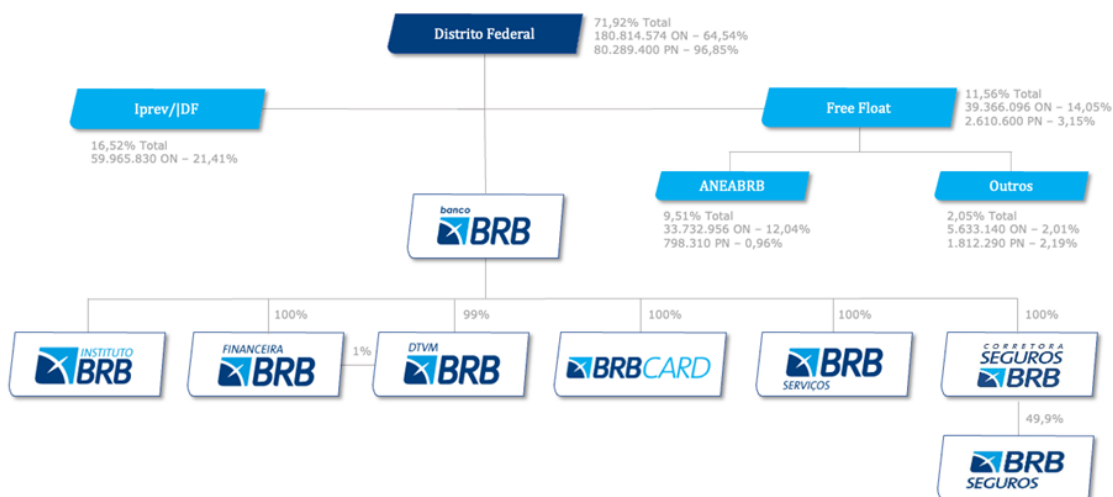 Distrito Federal
71,92% Total
180.814.574 ON – 64,54%
80.289.400 PN – 96,85%
Iprev/|DF
16,52% Total
59.965.830 ON – 21,41%
Free Float
11,56% Total
39.366.096 ON – 14,05%
2.610.600 PN – 3,15%
ANEABRB
9,51% Total
33.732.956 ON – 12,04%
798.310 PN – 0,96%
Outros
2,05% Total
5.633.140 ON – 2,01%
1.812.290 PN – 2,19%
banco
BRB
100%
99%
100%
100%
100%
INSTITUTO
BRB
FINANCEIRA
BRB
1%
DTVM
BRB
BRBCARD
BRB
SERVIÇOS
CORRETORA
SEGUROS
BRB
49,9%
BRB
SEGUROS